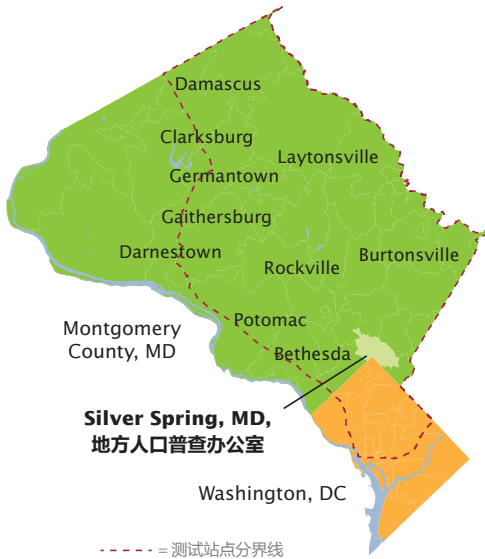 Damascus
Clarksburg
Laytonsville
Germantown
Gaithersburg
Darnestown
Burtonsville
Rockville
Potomac
Montgomery
County, MD
Bethesda
Silver Spring, MD,
地方人口普查办公室
Washington, DC
= 测试站点分界线